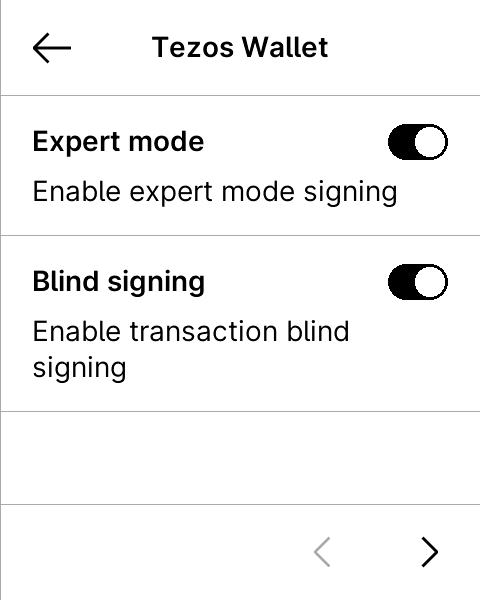 Tezos Wallet
Expert mode
Enable expert mode signing
Blind signing
Enable transaction blind
signing